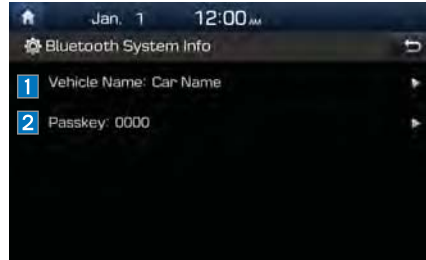 Jan. 1 12:00 AM
Bluetooth System Info
1 Vehicle Name: Car Name
2 Passkey: 0000